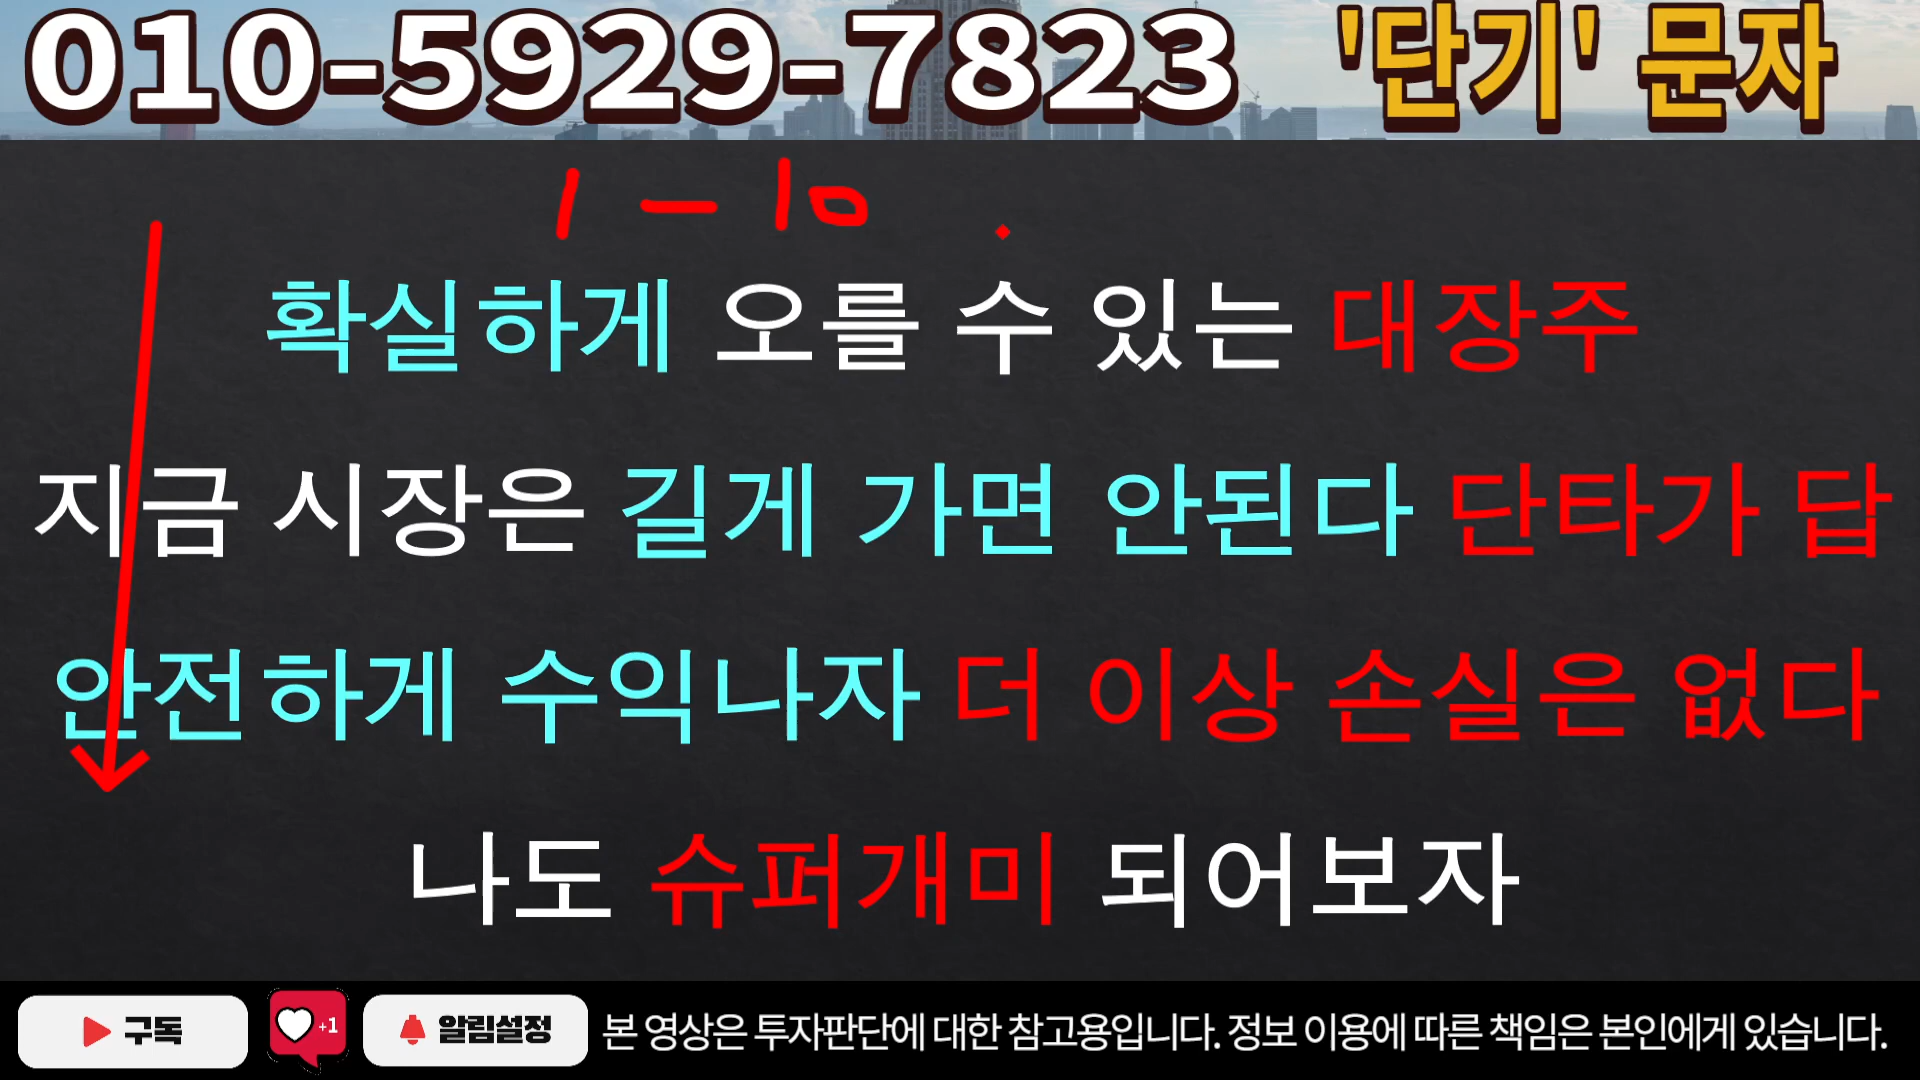 010-5929-7823 '단기' 문자
1 - 10
확실하게 오를 수 있는 대장주
지금 시장은 길게 가면 안된다 단타가 답
안전하게 수익나자 더 이상 손실은 없다
나도 슈퍼개미 되어보자
구독 +1 알림설정 본 영상은 투자판단에 대한 참고용입니다. 정보 이용에 따른 책임은 본인에게 있습니다.